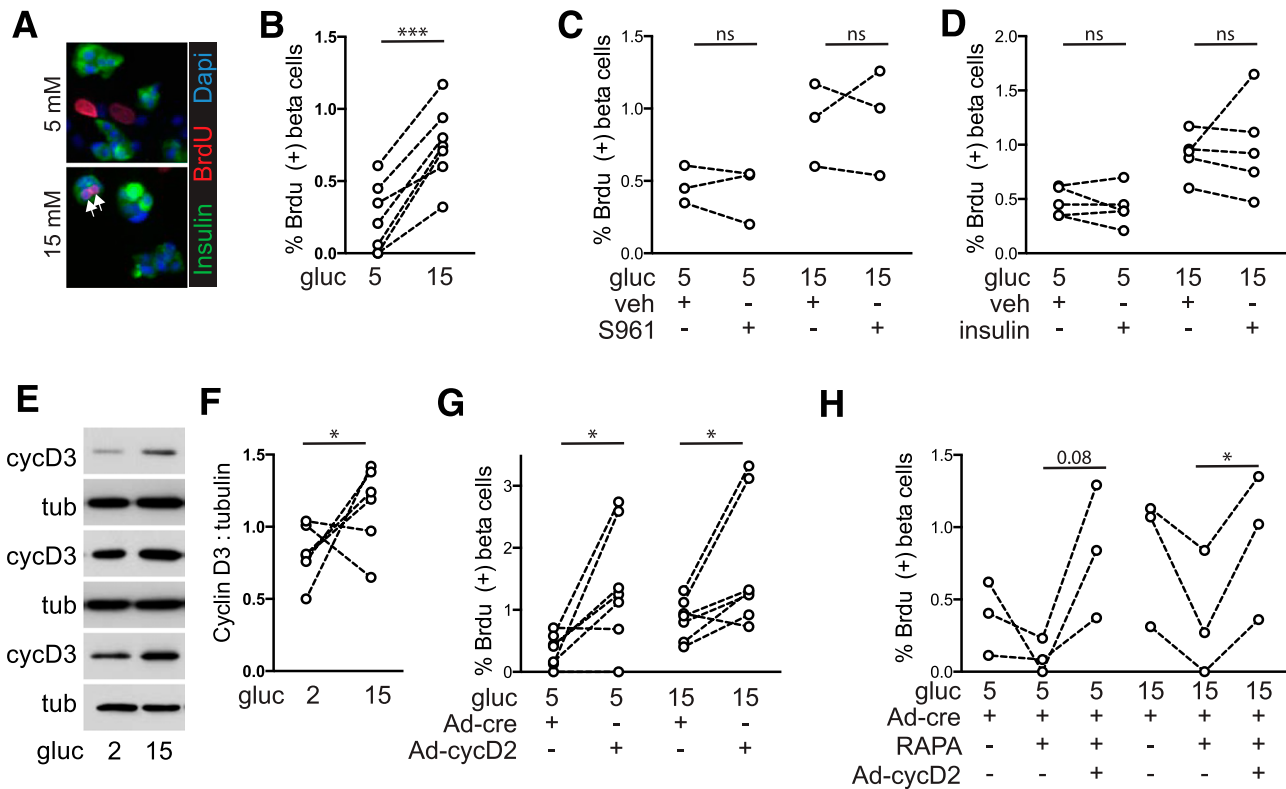 A
5 mM
15 mM
Insulin BrdU Dapi
B
***
% Brdu (+) beta cells
1.5
1.0
0.5
0.0
gluc 5 15
C
ns ns
% Brdu (+) beta cells
1.5
1.0
0.5
0.0
gluc 5 5 15 15
veh + - + -
S961 - + - +
D
ns ns
% Brdu (+) beta cells
2.0
1.5
1.0
0.5
0.0
gluc 5 5 15 15
veh + - + -
insulin - + - +
E
cycD3
tub
cycD3
tub
cycD3
tub
gluc 2 15
F
*
Cyclin D3 : tubulin
1.5
1.0
0.5
0.0
gluc 2 15
G
* *
% Brdu (+) beta cells
3
2
1
0
gluc 5 5 15 15
Ad-cre + - + -
Ad-cycD2 - + - +
H
0.08 *
% Brdu (+) beta cells
1.5
1.0
0.5
0.0
gluc 5 5 5 15 15 15
Ad-cre + + + + + +
RAPA - + + - + +
Ad-cycD2 - - + - - +